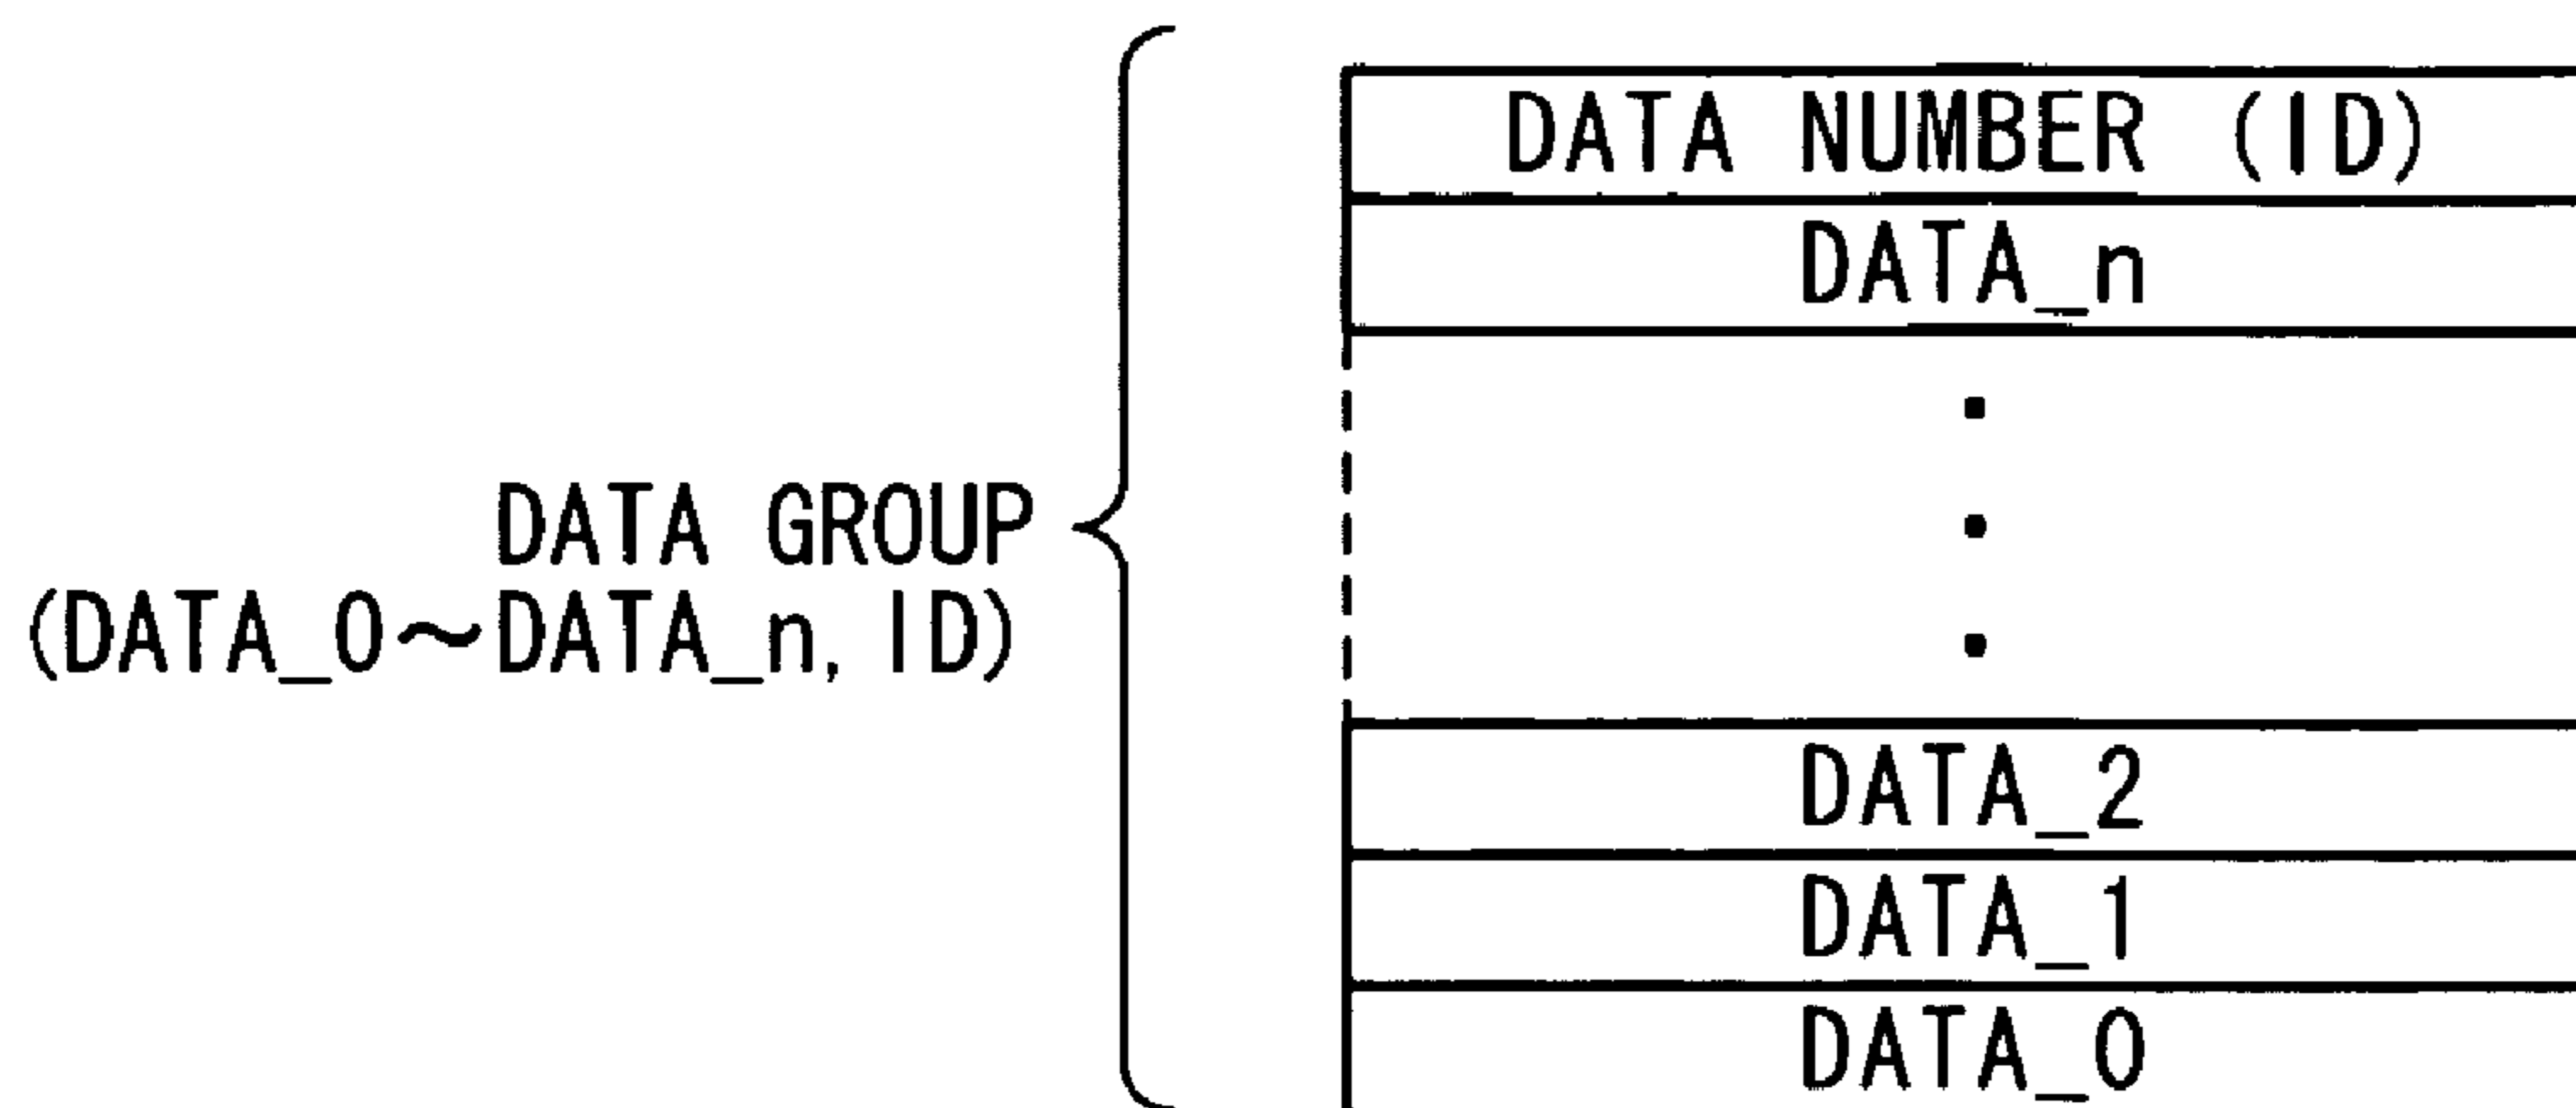 DATA GROUP
(DATA_0~DATA_n, ID)
DATA NUMBER (ID)
DATA_n
DATA_2
DATA_1
DATA_0